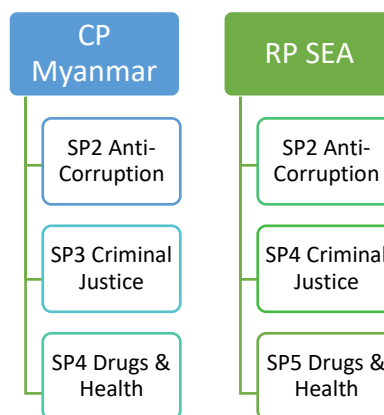 CP
Myanmar
SP2 Anti-
Corruption
SP3 Criminal
Justice
SP4 Drugs &
Health
RP SEA
SP2 Anti-
Corruption
SP4 Criminal
Justice
SP5 Drugs &
Health